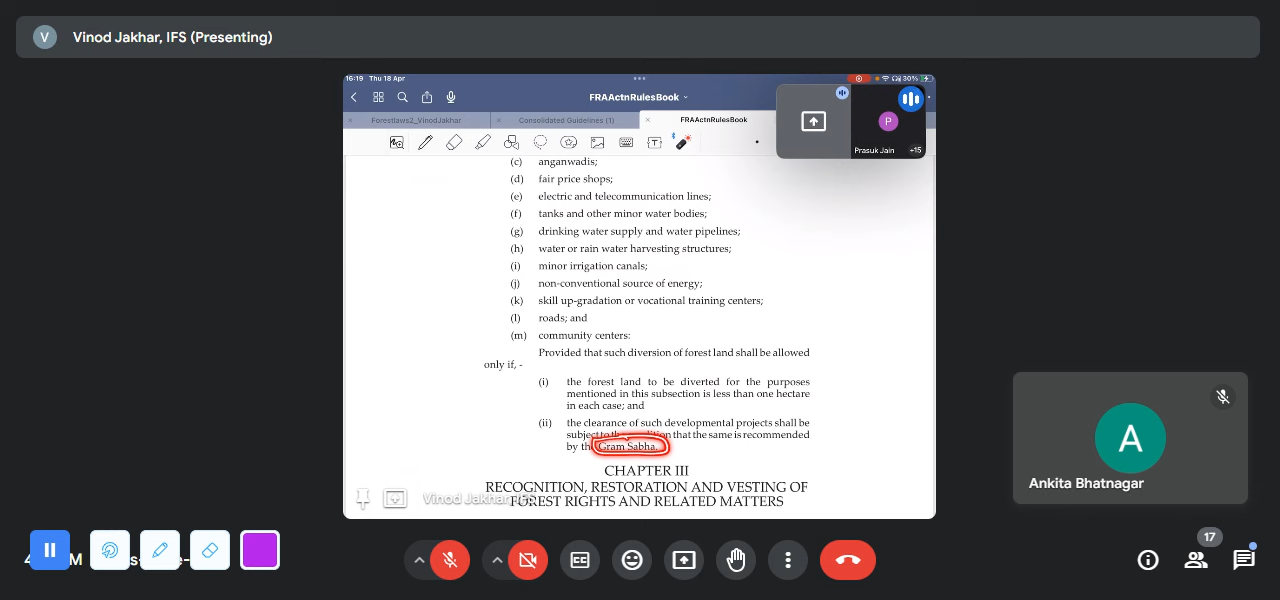 V
Vinod Jakhar, IFS (Presenting)
16:19 Thu 18 Apr
30%
FRAActnRulesBook
Forestlaws2_VinodJakhar
Consolidated Guidelines (1)
FRAActnRulesBook
P
Prasuk Jain
+15
(c) anganwadis;
(d) fair price shops;
(e) electric and telecommunication lines;
(f) tanks and other minor water bodies;
(g) drinking water supply and water pipelines;
(h) water or rain water harvesting structures;
(i) minor irrigation canals;
(j) non-conventional source of energy;
(k) skill up-gradation or vocational training centers;
(l) roads; and
(m) community centers:
Provided that such diversion of forest land shall be allowed
only if, -
(i) the forest land to be diverted for the purposes
mentioned in this subsection is less than one hectare
in each case; and
(ii) the clearance of such developmental projects shall be
subject to the condition that the same is recommended
by the Gram Sabha.
CHAPTER III
RECOGNITION, RESTORATION AND VESTING OF
FOREST RIGHTS AND RELATED MATTERS
Vinod Jakhar, IFS
A
Ankita Bhatnagar
CC
17